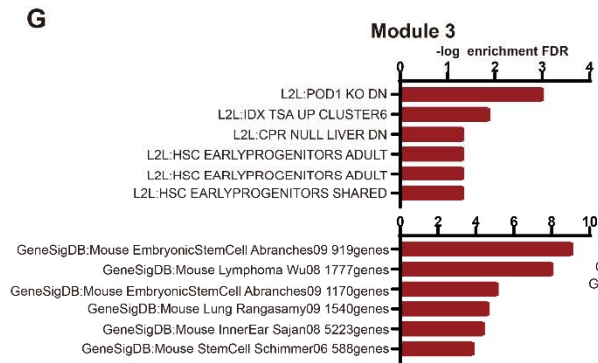 G
Module 3
-log enrichment FDR
0 1 2 3 4
L2L:POD1 KO DN
L2L:IDX TSA UP CLUSTER6
L2L:CPR NULL LIVER DN
L2L:HSC EARLYPROGENITORS ADULT
L2L:HSC EARLYPROGENITORS ADULT
L2L:HSC EARLYPROGENITORS SHARED
0 2 4 6 8 10
GeneSigDB:Mouse EmbryonicStemCell Abranches09 919genes
GeneSigDB:Mouse Lymphoma Wu08 1777genes
GeneSigDB:Mouse EmbryonicStemCell Abranches09 1170genes
GeneSigDB:Mouse Lung Rangasamy09 1540genes
GeneSigDB:Mouse InnerEar Sajan08 5223genes
GeneSigDB:Mouse StemCell Schimmer06 588genes